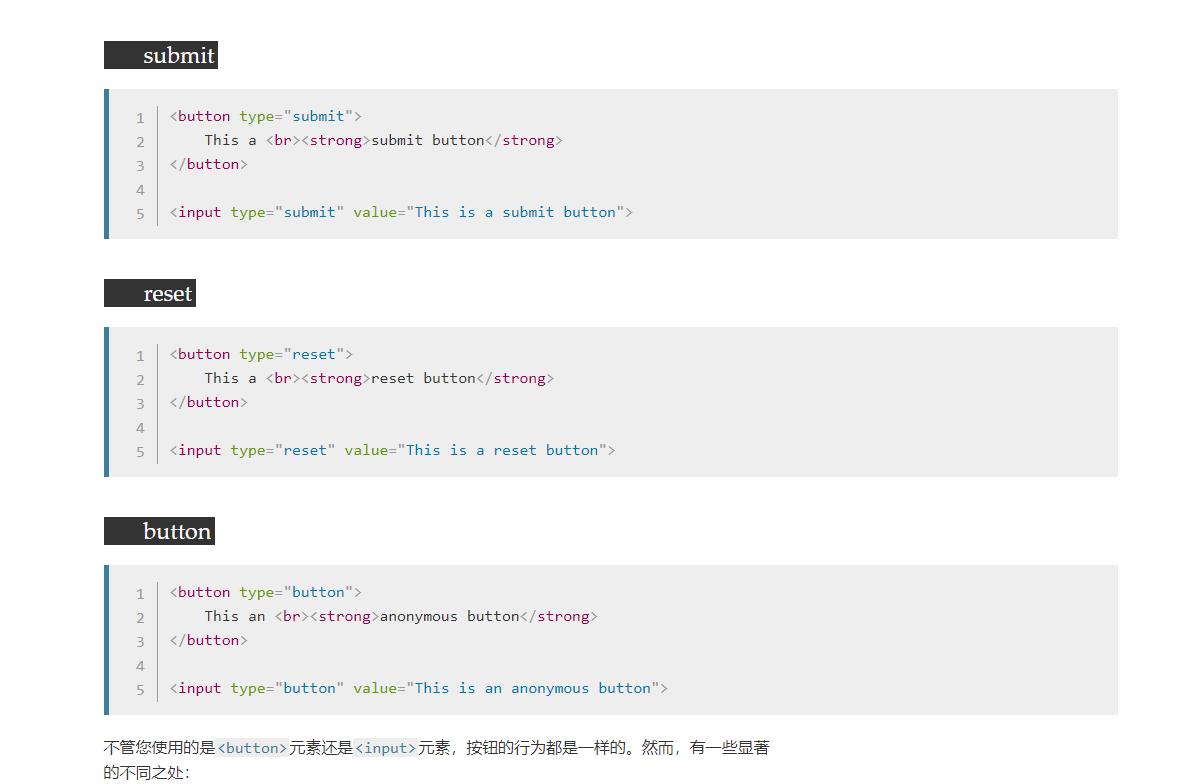 submit
1 <button type="submit">
2     This a <br><strong>submit button</strong>
3 </button>
4
5 <input type="submit" value="This is a submit button">
reset
1 <button type="reset">
2     This a <br><strong>reset button</strong>
3 </button>
4
5 <input type="reset" value="This is a reset button">
button
1 <button type="button">
2     This an <br><strong>anonymous button</strong>
3 </button>
4
5 <input type="button" value="This is an anonymous button">
不管您使用的是<button>元素还是<input>元素，按钮的行为都是一样的。然而，有一些显著
的不同之处：